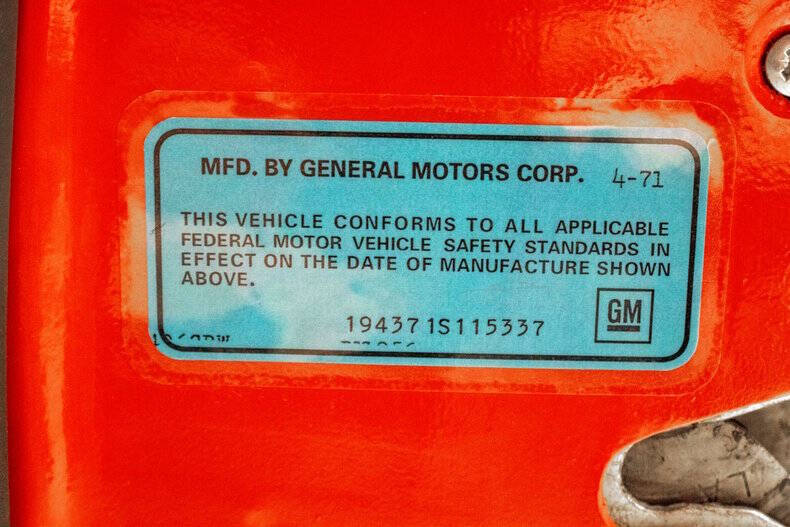 MFD. BY GENERAL MOTORS CORP. 4-71
THIS VEHICLE CONFORMS TO ALL APPLICABLE
FEDERAL MOTOR VEHICLE SAFETY STANDARDS IN
EFFECT ON THE DATE OF MANUFACTURE SHOWN
ABOVE.
194371S115337
GM